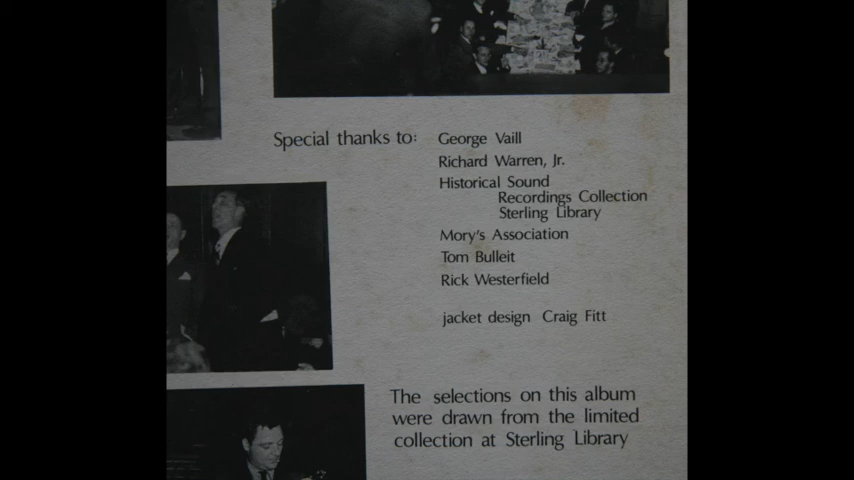 Special thanks to: George Vaill
Richard Warren, Jr.
Historical Sound
Recordings Collection
Sterling Library
Mory's Association
Tom Bulleit
Rick Westerfield
jacket design Craig Fitt
The selections on this album
were drawn from the limited
collection at Sterling Library